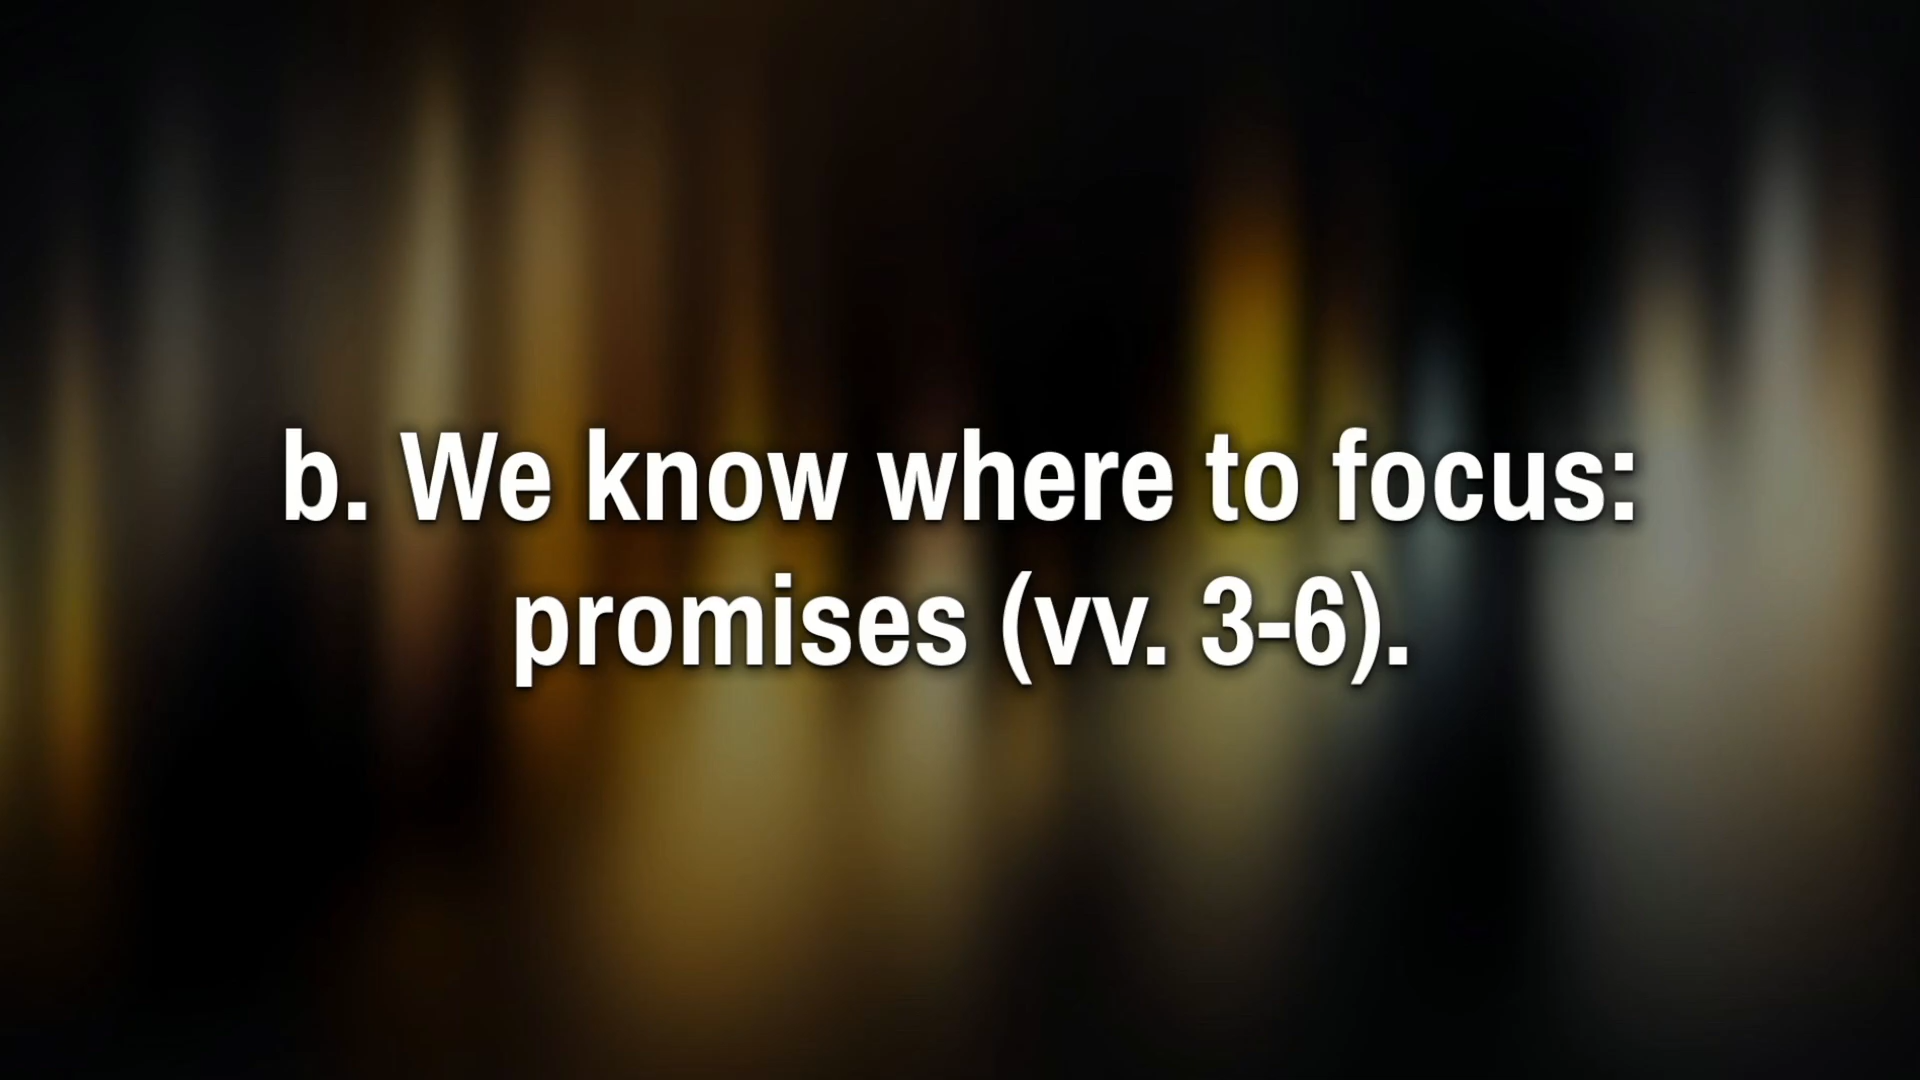 b. We know where to focus:
promises (vv. 3-6).